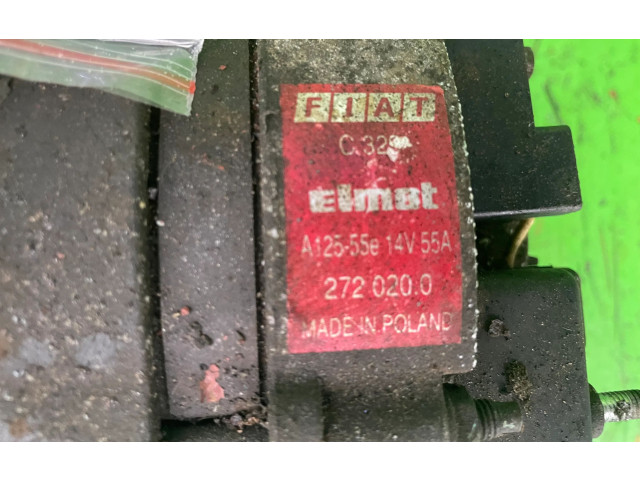 FIAT
elmot
A125-55e 14V 55A
272 020.0
MADE IN POLAND